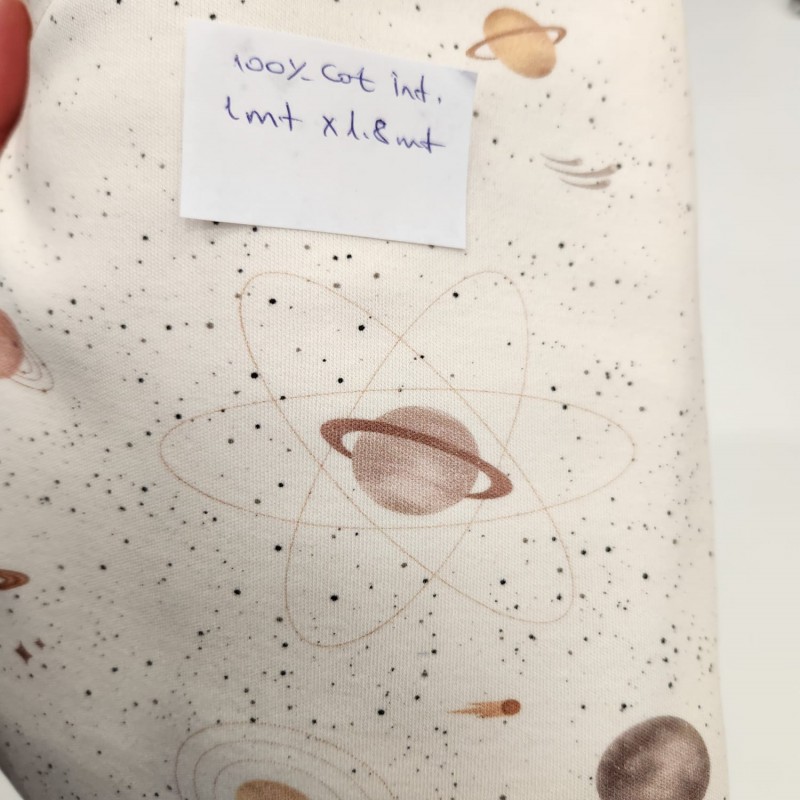 100% Cot int.
1mt x 1.8mt